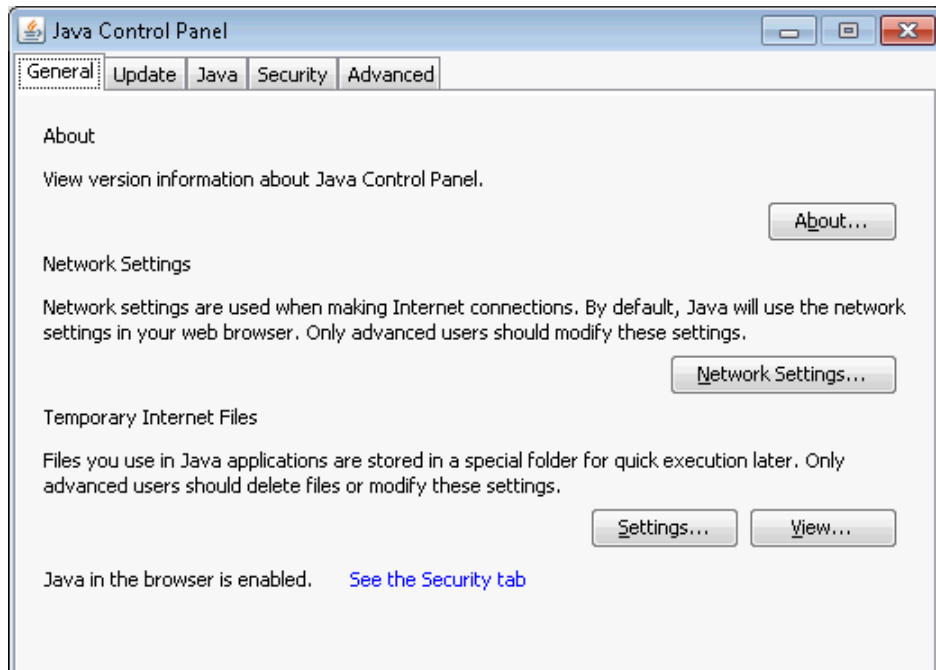 Java Control Panel
General Update Java Security Advanced
About
View version information about Java Control Panel.
About...
Network Settings
Network settings are used when making Internet connections. By default, Java will use the network
settings in your web browser. Only advanced users should modify these settings.
Network Settings...
Temporary Internet Files
Files you use in Java applications are stored in a special folder for quick execution later. Only
advanced users should delete files or modify these settings.
Settings... View...
Java in the browser is enabled. See the Security tab